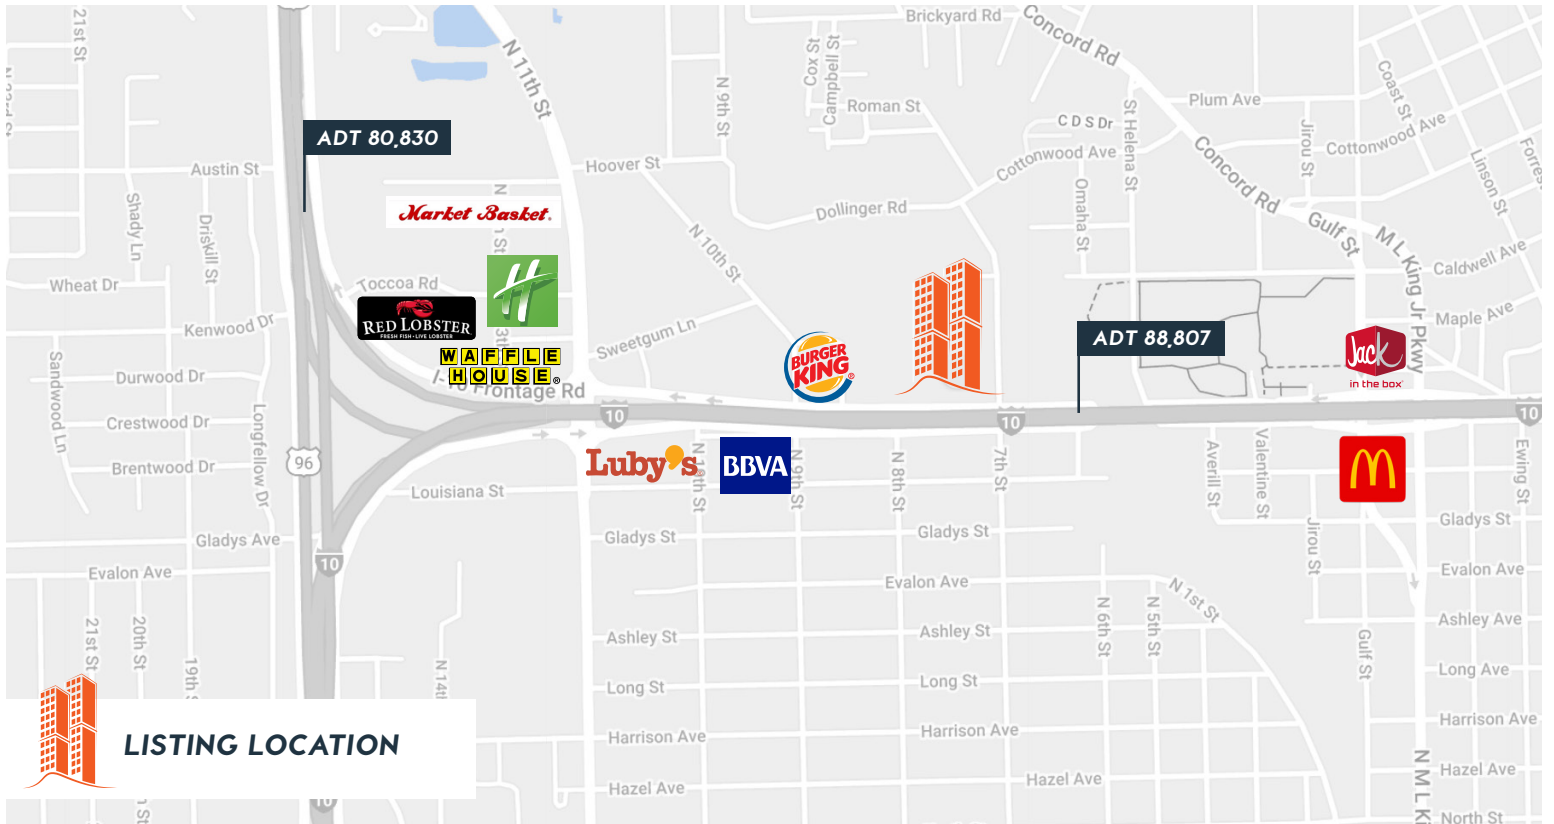 21st St
N 11th St
Brickyard Rd
Concord Rd
Cox St
Campbell St
N 9th St
Roman St
Plum Ave
Coast St
C D S Dr
St Helena St
ADT 80,830
Jirou St
Cottonwood Ave
Concord Rd
Linson St
Austin St
Hoover St
Cottonwood Ave
Shady Ln
Driskill St
Market Basket.
Dollinger Rd
Omaha St
Gulf St
M L King Jr Pkwy
N 10th St
Caldwell Ave
Wheat Dr
Toccoa Rd
H
RED LOBSTER
FRESH FISH • LIVE LOBSTER
Kenwood Dr
Sweetgum Ln
Maple Ave
ADT 88,807
WAFFLE
HOUSE®
BURGER
KING®
Jack
in the box
Sandwood Ln
Durwood Dr
I-10 Frontage Rd
Longfellow Dr
Crestwood Dr
10
10
10
96
Brentwood Dr
Luby's
BBVA
N 9th St
N 8th St
7th St
Averill St
Valentine St
Ewing St
Louisiana St
Gladys Ave
Gladys St
Gladys St
Jirou St
Gladys St
10
Evalon Ave
Evalon Ave
N 1st St
Evalon Ave
21st St
20th St
Ashley St
Ashley St
N 6th St
N 5th St
Gulf St
Ashley Ave
Long St
Long St
Long Ave
LISTING LOCATION
Harrison Ave
Harrison Ave
Harrison Ave
Hazel Ave
Hazel Ave
Hazel Ave
10
North St